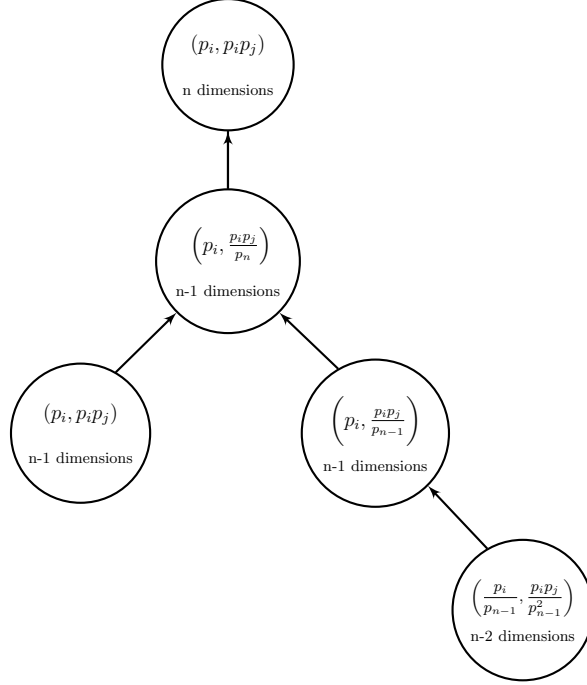 (p_i, p_i p_j)
n dimensions
(p_i, \frac{p_i p_j}{p_n})
n-1 dimensions
(p_i, p_i p_j)
n-1 dimensions
(p_i, \frac{p_i p_j}{p_{n-1}})
n-1 dimensions
(\frac{p_i}{p_{n-1}}, \frac{p_i p_j}{p_{n-1}^2})
n-2 dimensions